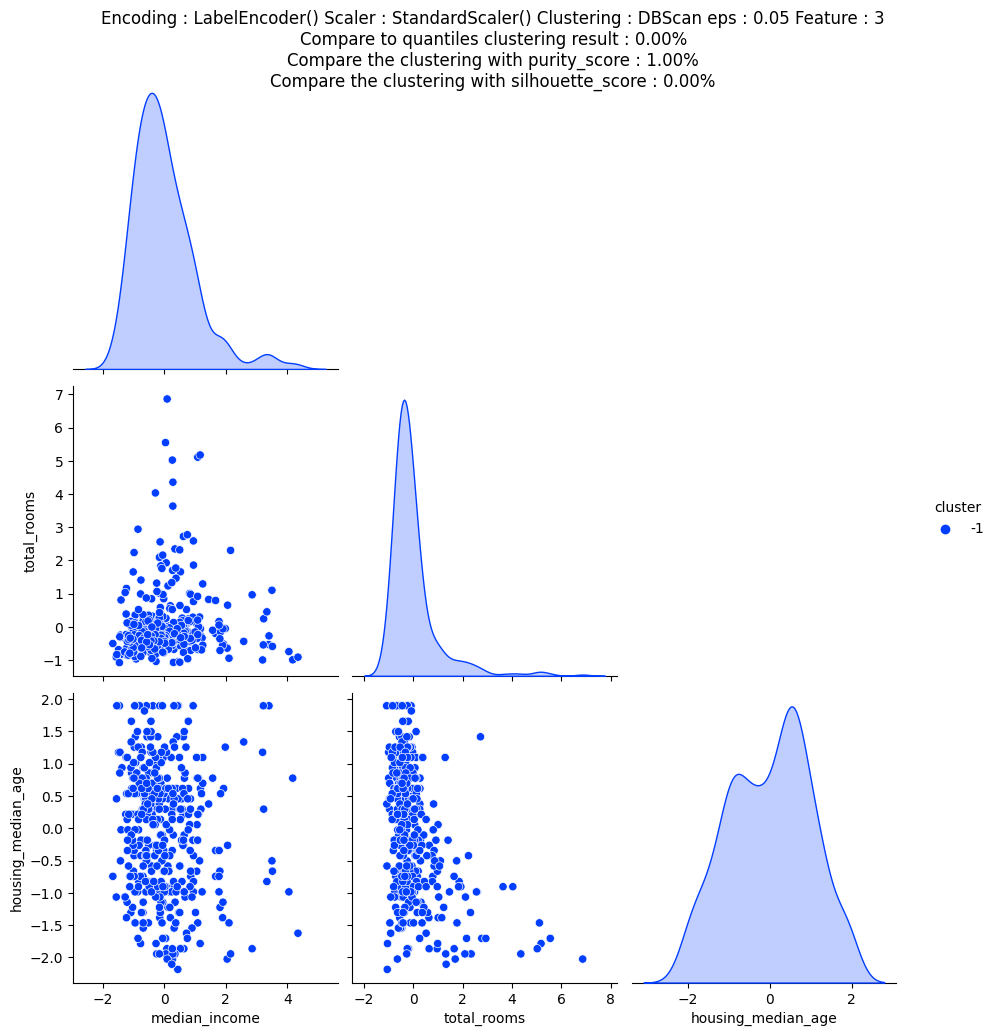 Encoding : LabelEncoder() Scaler : StandardScaler() Clustering : DBScan eps : 0.05 Feature : 3
Compare to quantiles clustering result : 0.00%
Compare the clustering with purity_score : 1.00%
Compare the clustering with silhouette_score : 0.00%
7
6
5
4
3
2
1
0
−1
total_rooms
cluster
-1
2.0
1.5
1.0
0.5
0.0
−0.5
−1.0
−1.5
−2.0
housing_median_age
−2 0 2 4
median_income
−2 0 2 4 6 8
total_rooms
−2 0 2
housing_median_age